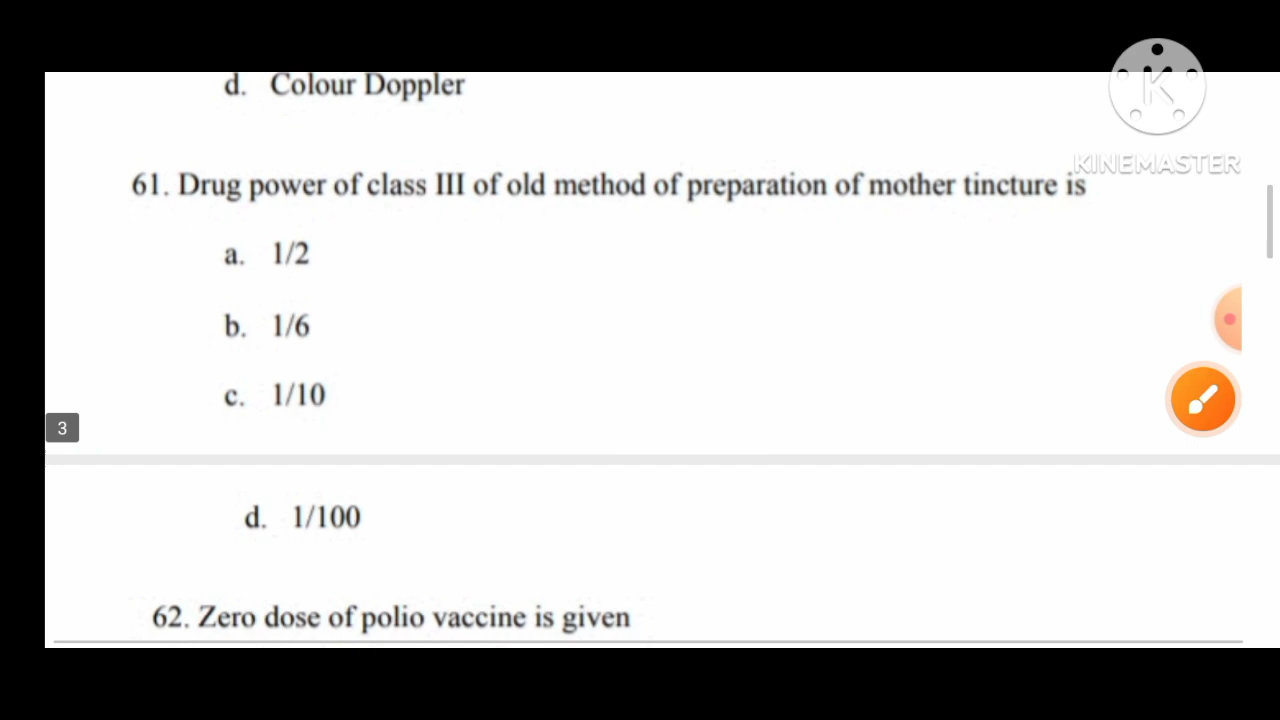 d. Colour Doppler
K
KINEMASTER
61. Drug power of class III of old method of preparation of mother tincture is
a. 1/2
b. 1/6
c. 1/10
3
d. 1/100
62. Zero dose of polio vaccine is given